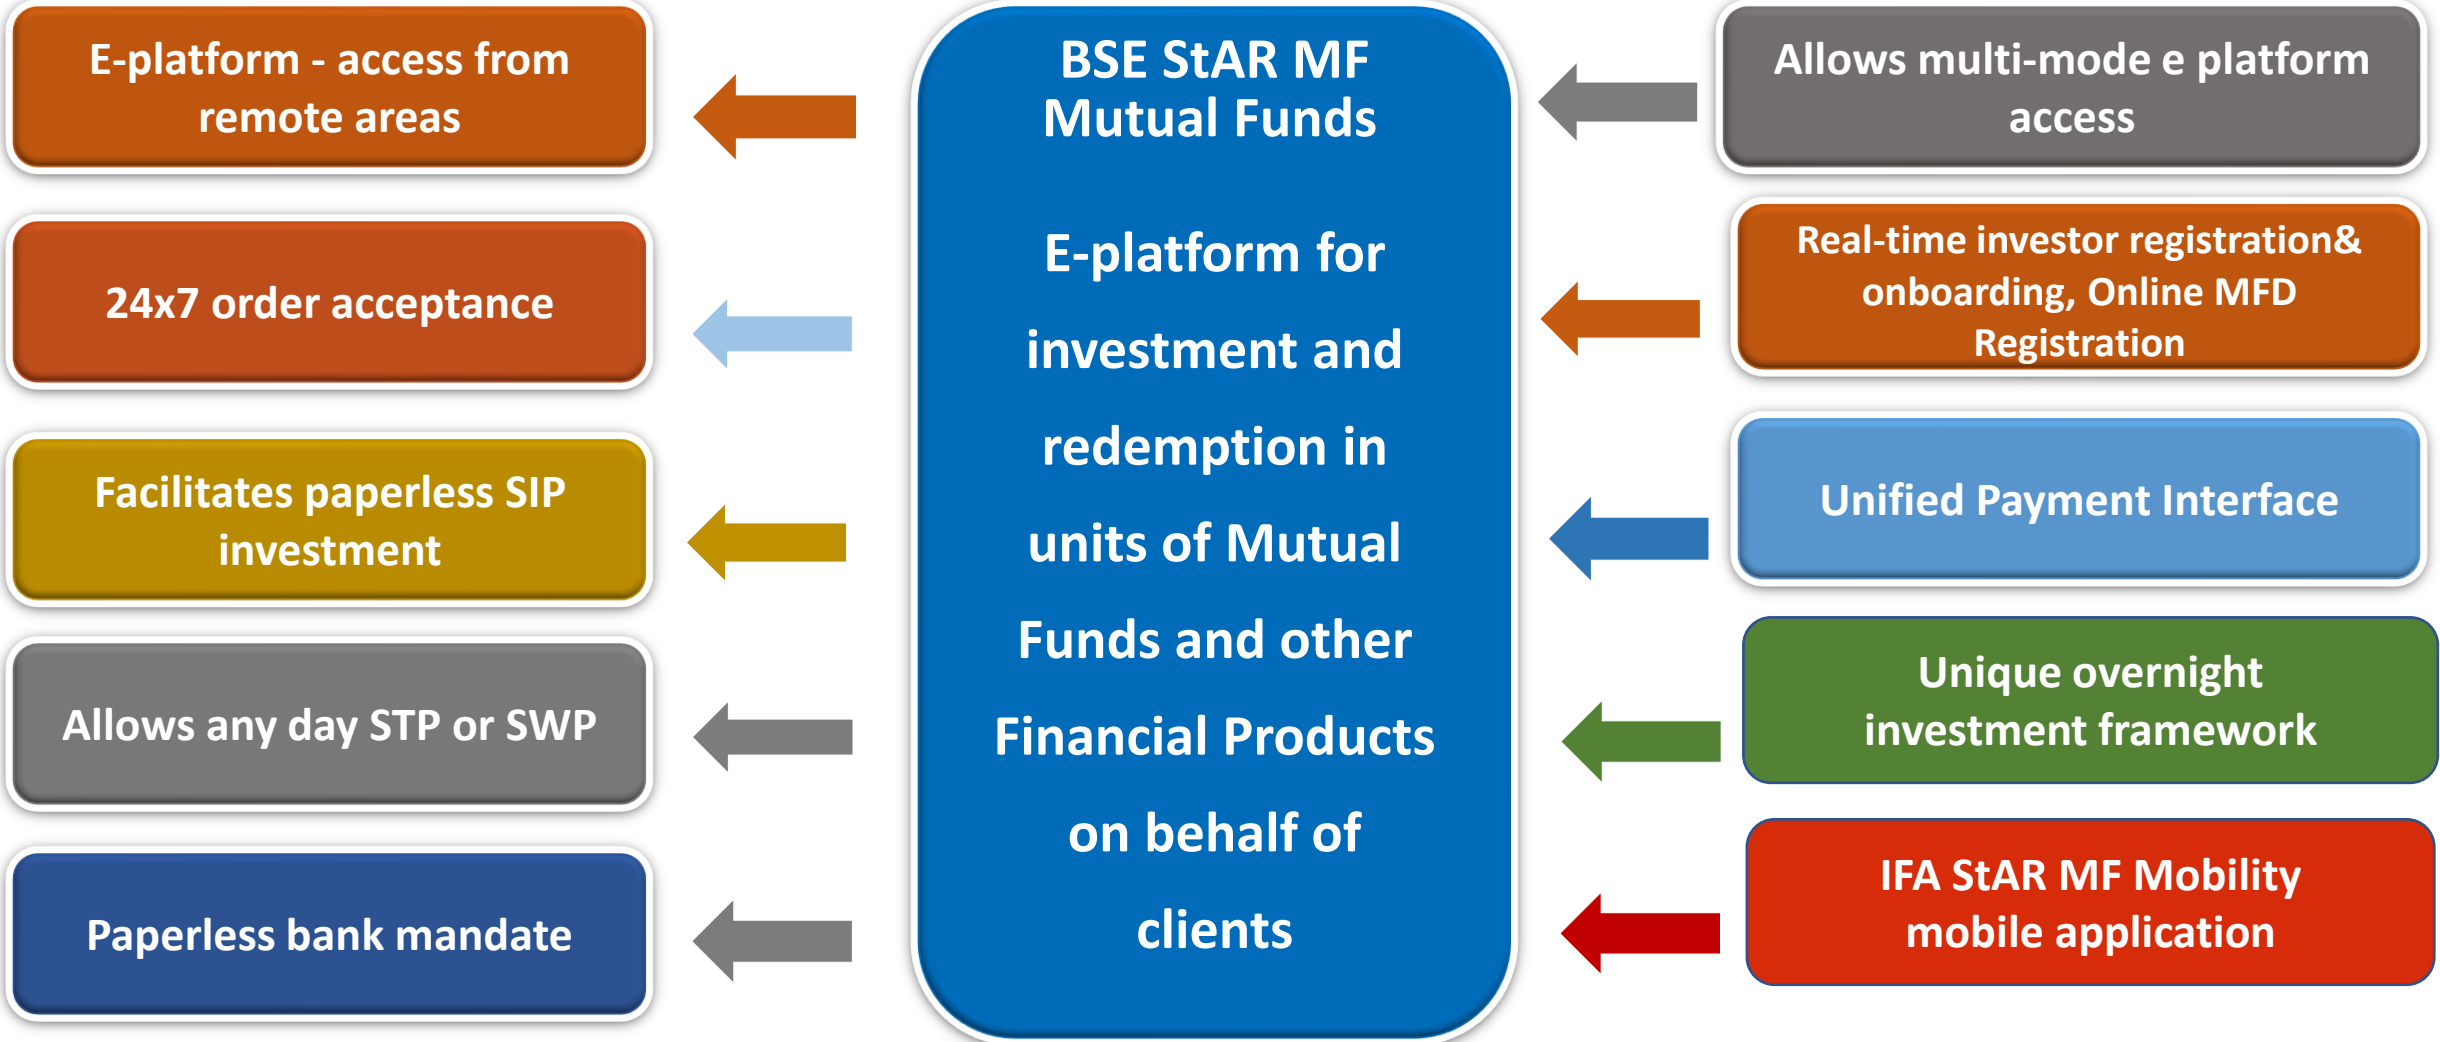 E-platform - access from
remote areas
24x7 order acceptance
Facilitates paperless SIP
investment
Allows any day STP or SWP
Paperless bank mandate
BSE StAR MF
Mutual Funds
E-platform for
investment and
redemption in
units of Mutual
Funds and other
Financial Products
on behalf of
clients
Allows multi-mode e platform
access
Real-time investor registration&
onboarding, Online MFD
Registration
Unified Payment Interface
Unique overnight
investment framework
IFA StAR MF Mobility
mobile application